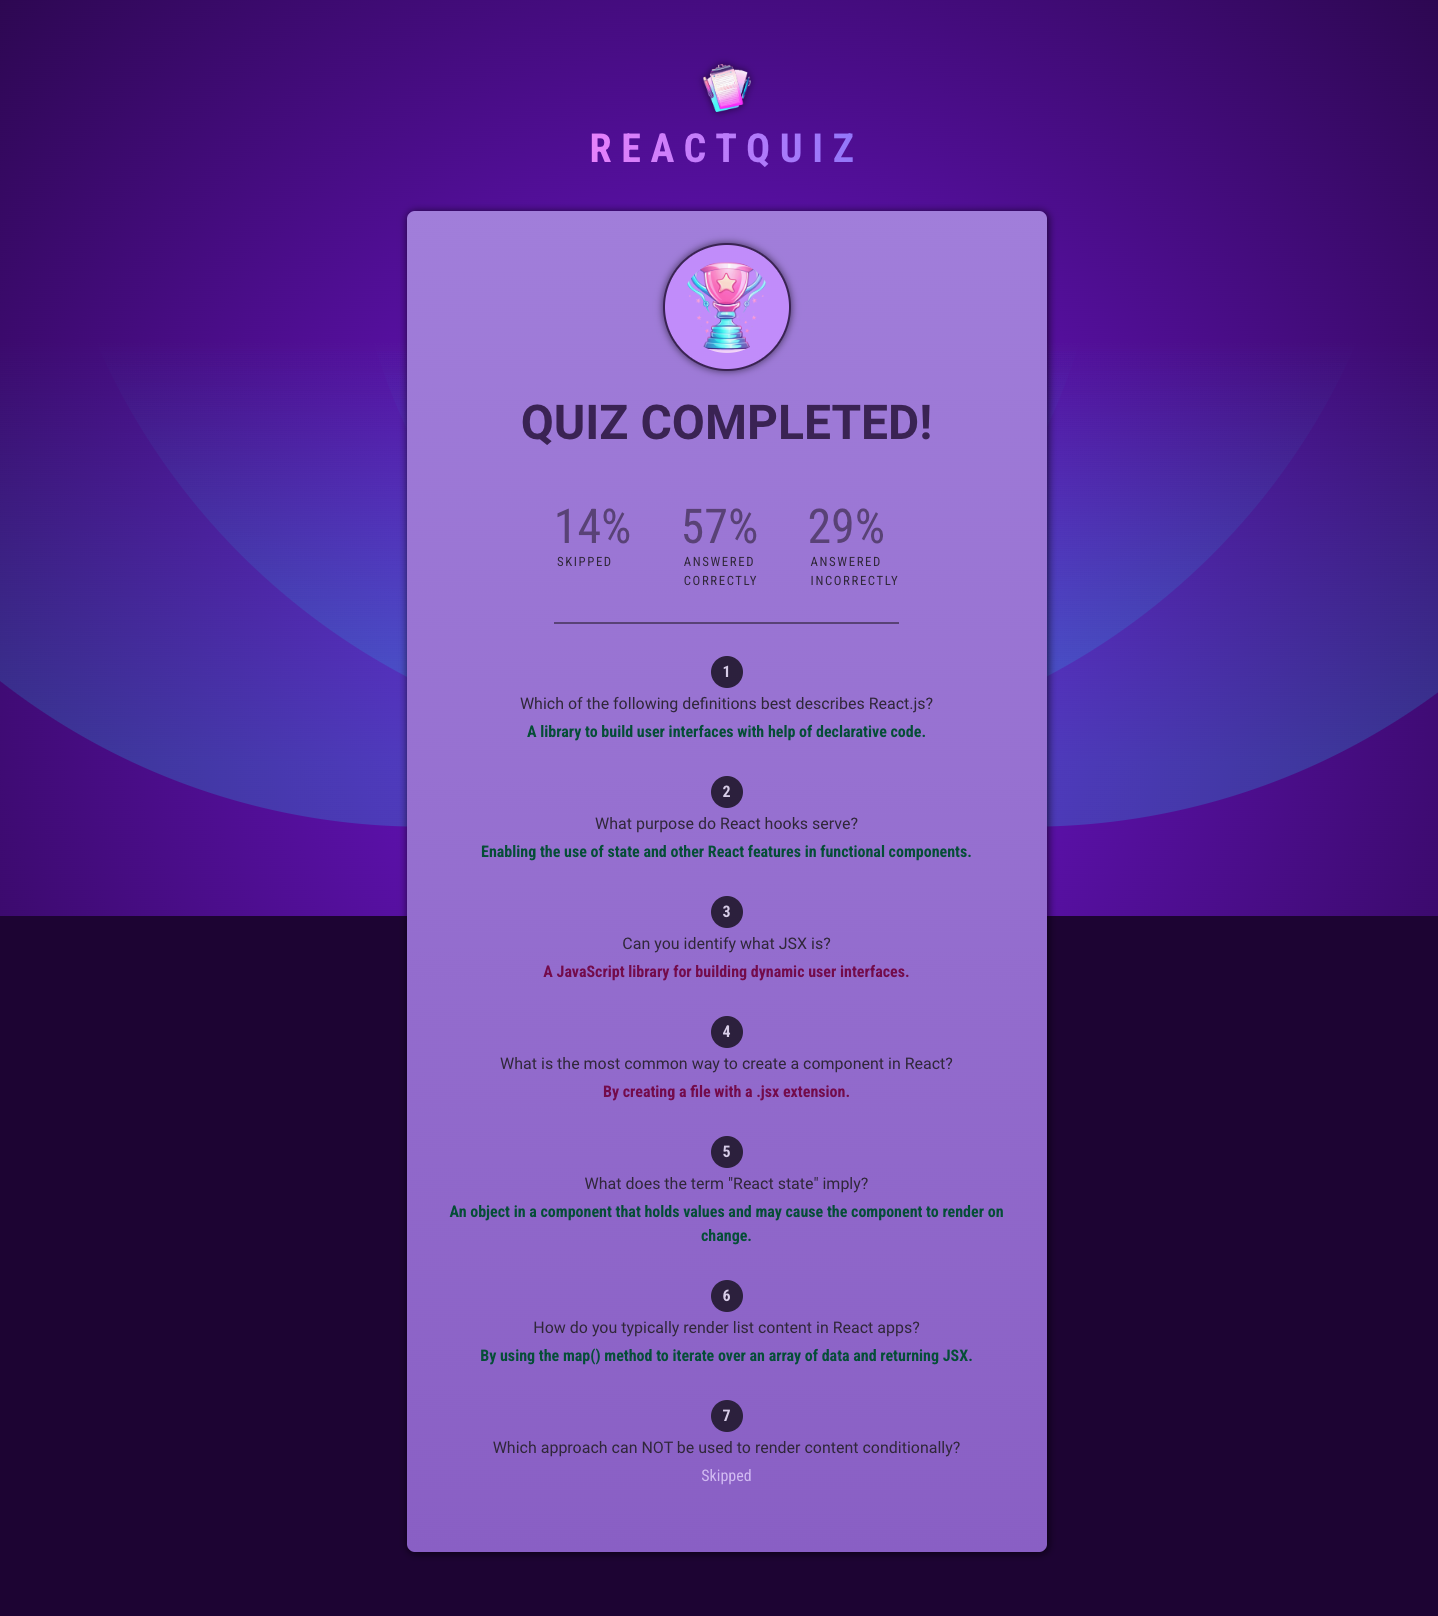 REACTQUIZ
QUIZ COMPLETED!
14%
SKIPPED
57%
ANSWERED
CORRECTLY
29%
ANSWERED
INCORRECTLY
1
Which of the following definitions best describes React.js?
A library to build user interfaces with help of declarative code.
2
What purpose do React hooks serve?
Enabling the use of state and other React features in functional components.
3
Can you identify what JSX is?
A JavaScript library for building dynamic user interfaces.
4
What is the most common way to create a component in React?
By creating a file with a .jsx extension.
5
What does the term "React state" imply?
An object in a component that holds values and may cause the component to render on
change.
6
How do you typically render list content in React apps?
By using the map() method to iterate over an array of data and returning JSX.
7
Which approach can NOT be used to render content conditionally?
Skipped